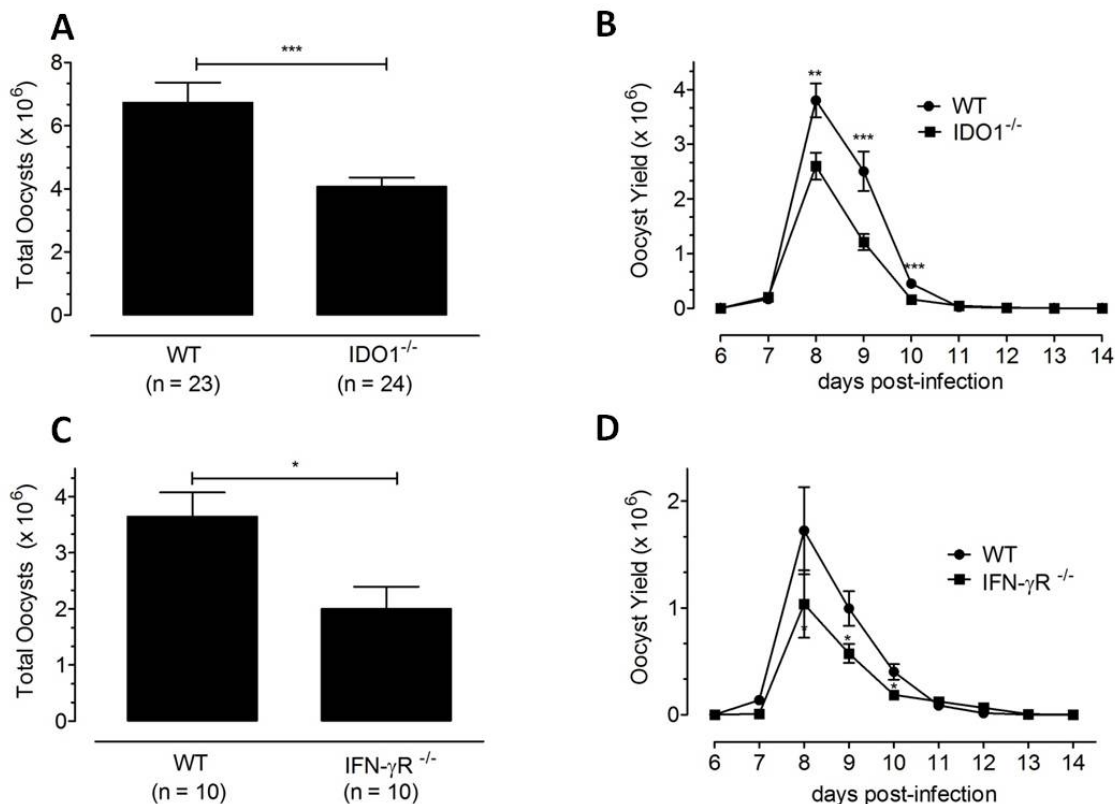 A
***
Total Oocysts (x 10⁶)
8
6
4
2
0
WT
IDO1⁻/⁻
(n = 23)
(n = 24)
B
Oocyst Yield (x 10⁶)
4
3
2
1
0
**
***
***
WT
IDO1⁻/⁻
6 7 8 9 10 11 12 13 14
days post-infection
C
*
Total Oocysts (x 10⁶)
4
3
2
1
0
WT
IFN-γR ⁻/⁻
(n = 10)
(n = 10)
D
Oocyst Yield (x 10⁶)
2
1
0
*
*
*
WT
IFN-γR ⁻/⁻
6 7 8 9 10 11 12 13 14
days post-infection